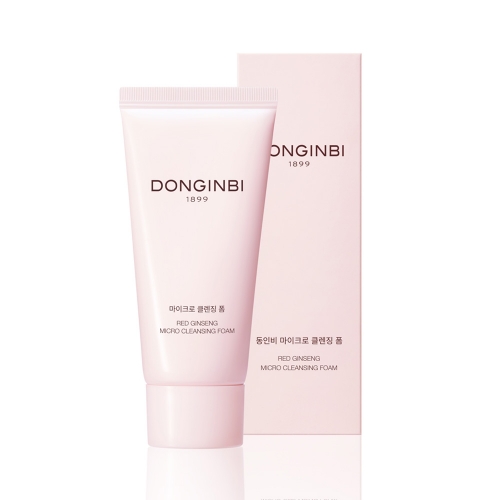 DONGINBI
1899
마이크로 클렌징 폼
RED GINSENG
MICRO CLEANSING FOAM
ONGINBI
1899
동인비 마이크로 클렌징 폼
RED GINSENG
MICRO CLEANSING FOAM